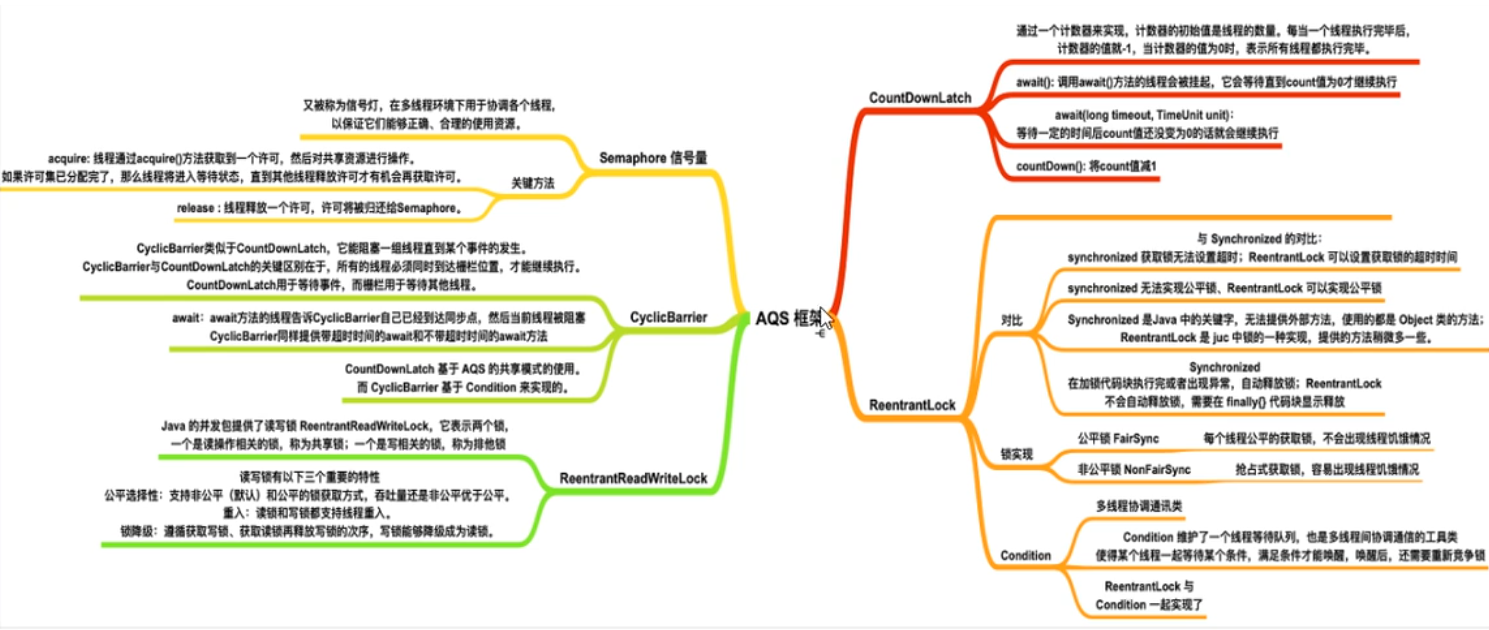 AQS 框架
CountDownLatch
通过一个计数器来实现，计数器的初始值是线程的数量。每当一个线程执行完毕后，
计数器的值就-1，当计数器的值为0时，表示所有线程都执行完毕。
await(): 调用await()方法的线程会被挂起，它会等待直到count值为0才继续执行
await(long timeout, TimeUnit unit)：
等待一定的时间后count值还没变为0的话就会继续执行
countDown(): 将count值减1
ReentrantLock
对比
与 Synchronized 的对比：
synchronized 获取锁无法设置超时；ReentrantLock 可以设置获取锁的超时时间
synchronized 无法实现公平锁、ReentrantLock 可以实现公平锁
Synchronized 是Java 中的关键字，无法提供外部方法，使用的都是 Object 类的方法；
ReentrantLock 是 juc 中锁的一种实现，提供的方法稍微多一些。
Synchronized
在加锁代码块执行完或者出现异常，自动释放锁；ReentrantLock
不会自动释放锁，需要在 finally{} 代码块显示释放
锁实现
公平锁 FairSync
每个线程公平的获取锁，不会出现线程饥饿情况
非公平锁 NonFairSync
抢占式获取锁，容易出现线程饥饿情况
Condition
多线程协调通讯类
Condition 维护了一个线程等待队列，也是多线程间协调通信的工具类
使得某个线程一起等待某个条件，满足条件才能唤醒，唤醒后，还需要重新竞争锁
ReentrantLock 与
Condition 一起实现了
Semaphore 信号量
又被称为信号灯，在多线程环境下用于协调各个线程，
以保证它们能够正确、合理的使用资源。
关键方法
acquire: 线程通过acquire()方法获取到一个许可，然后对共享资源进行操作。
如果许可集已分配完了，那么线程将进入等待状态，直到其他线程释放许可才有机会再获取许可。
release : 线程释放一个许可，许可将被归还给Semaphore。
CyclicBarrier
CyclicBarrier类似于CountDownLatch，它能阻塞一组线程直到某个事件的发生。
CyclicBarrier与CountDownLatch的关键区别在于，所有的线程必须同时到达栅栏位置，才能继续执行。
CountDownLatch用于等待事件，而栅栏用于等待其他线程。
await：await方法的线程告诉CyclicBarrier自己已经到达同步点，然后当前线程被阻塞
CyclicBarrier同样提供带超时时间的await和不带超时时间的await方法
CountDownLatch 基于 AQS 的共享模式的使用。
而 CyclicBarrier 基于 Condition 来实现的。
ReentrantReadWriteLock
Java 的并发包提供了读写锁 ReentrantReadWriteLock，它表示两个锁，
一个是读操作相关的锁，称为共享锁；一个是写相关的锁，称为排他锁
读写锁有以下三个重要的特性
公平选择性：支持非公平（默认）和公平的锁获取方式，吞吐量还是非公平优于公平。
重入：读锁和写锁都支持线程重入。
锁降级：遵循获取写锁、获取读锁再释放写锁的次序，写锁能够降级成为读锁。